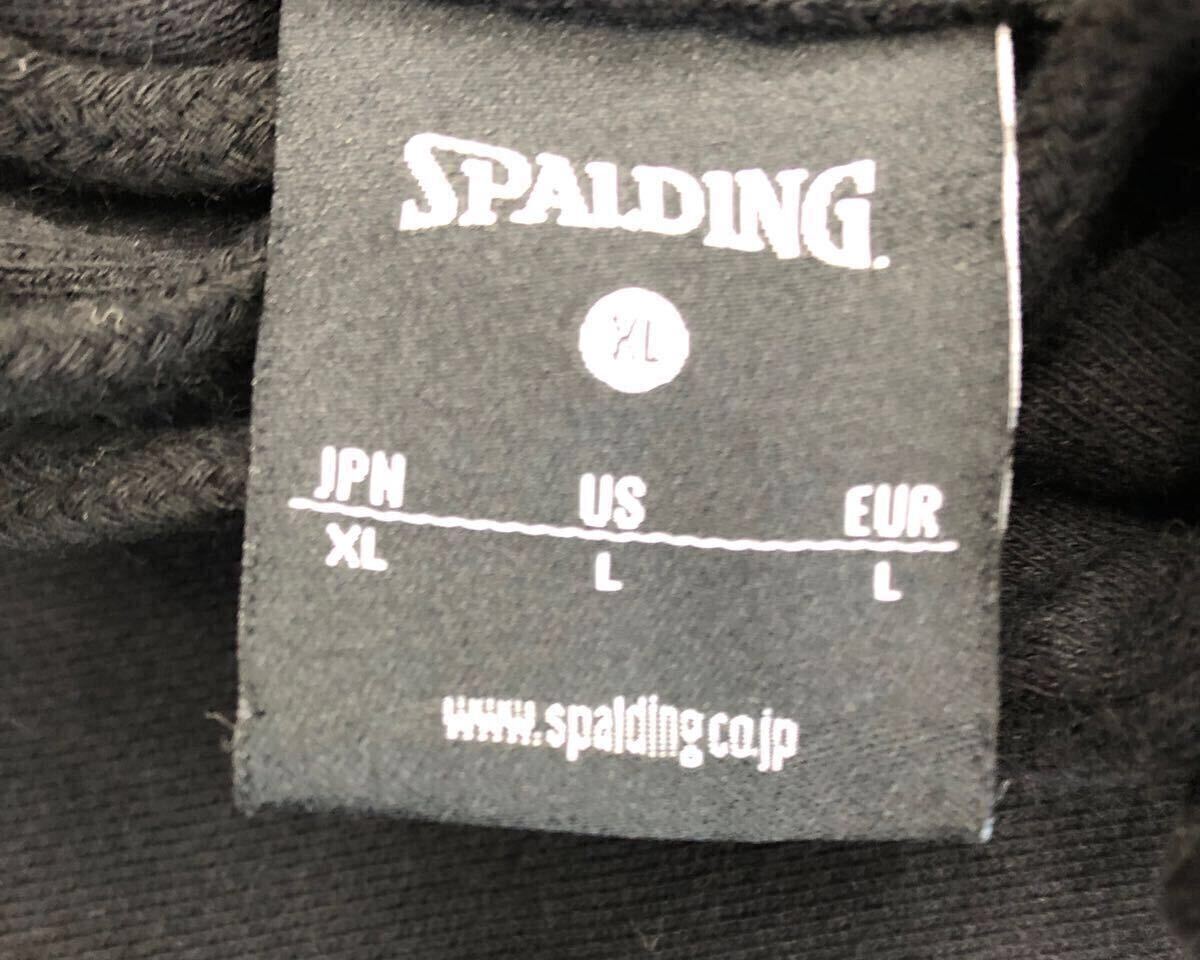 SPALDING.
XL
JPN US EUR
XL L L
www.spalding.co.jp